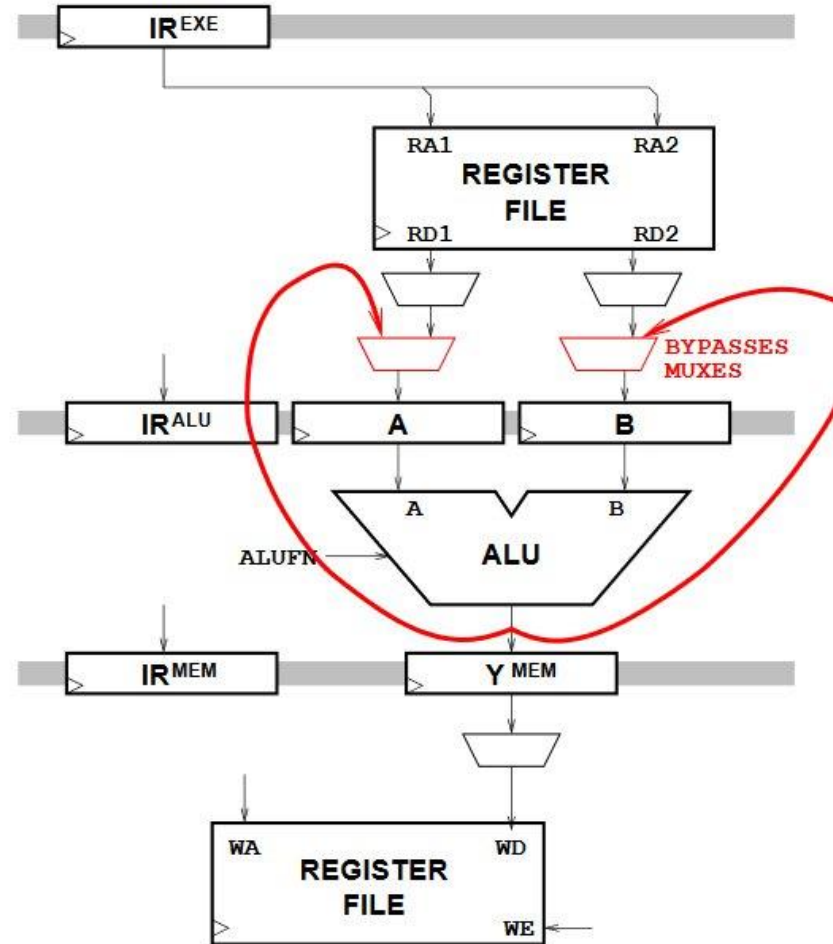 IR EXE
RA1 RA2
REGISTER
FILE
RD1 RD2
BYPASSES
MUXES
IR ALU A B
A B
ALUFN ALU
IR MEM Y MEM
WA WD
REGISTER
FILE
WE